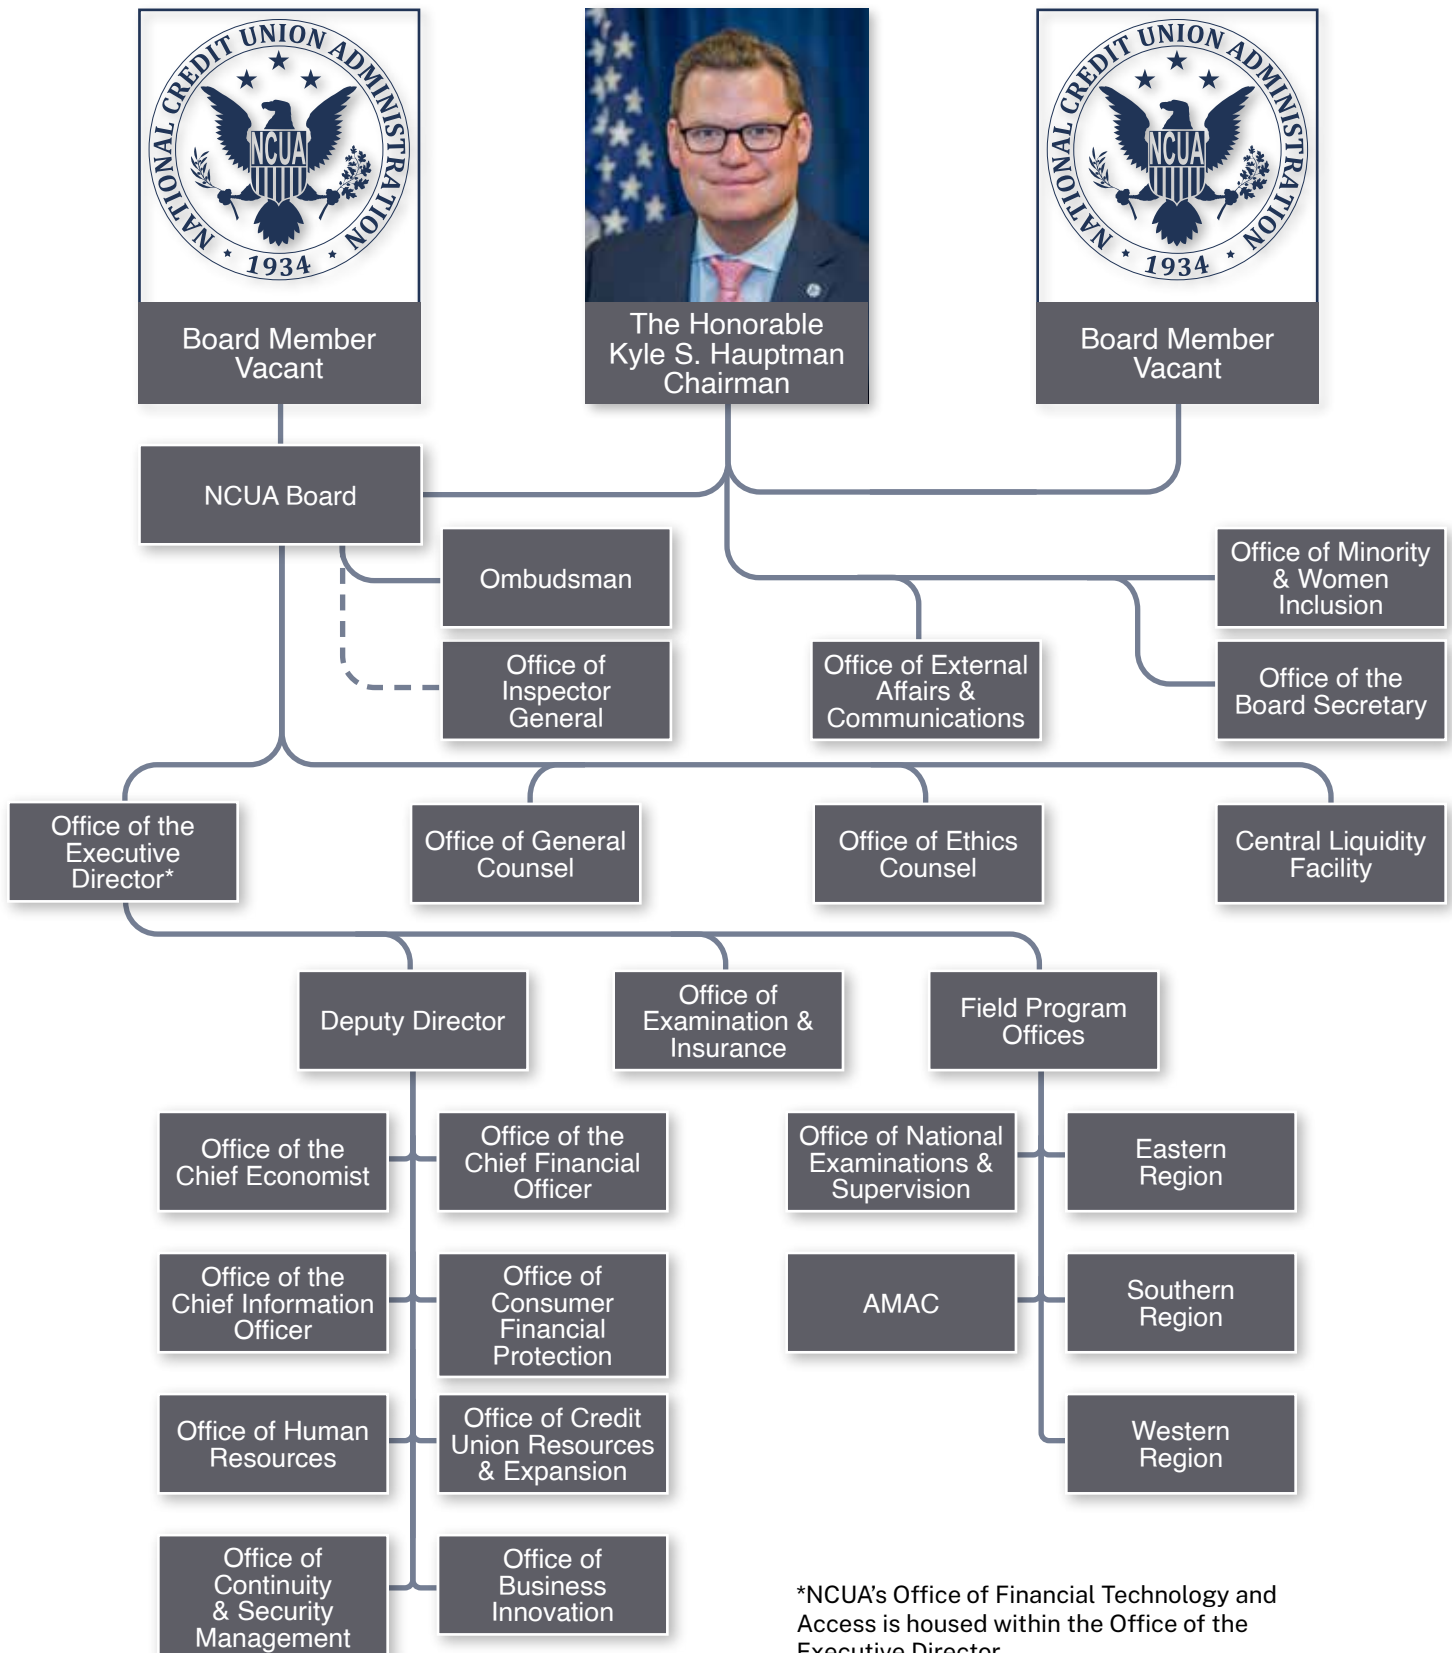 NATIONAL CREDIT UNION ADMINISTRATION
NCUA
1934
Board Member
Vacant
The Honorable
Kyle S. Hauptman
Chairman
NATIONAL CREDIT UNION ADMINISTRATION
NCUA
1934
Board Member
Vacant
NCUA Board
Ombudsman
Office of
Inspector
General
Office of External
Affairs &
Communications
Office of Minority
& Women
Inclusion
Office of the
Board Secretary
Office of the
Executive
Director*
Office of General
Counsel
Office of Ethics
Counsel
Central Liquidity
Facility
Deputy Director
Office of
Examination &
Insurance
Field Program
Offices
Office of the
Chief Economist
Office of the
Chief Financial
Officer
Office of National
Examinations &
Supervision
Eastern
Region
Office of the
Chief Information
Officer
Office of
Consumer
Financial
Protection
AMAC
Southern
Region
Office of Human
Resources
Office of Credit
Union Resources
& Expansion
Western
Region
Office of
Continuity
& Security
Management
Office of
Business
Innovation
*NCUA's Office of Financial Technology and
Access is housed within the Office of the
Executive Director